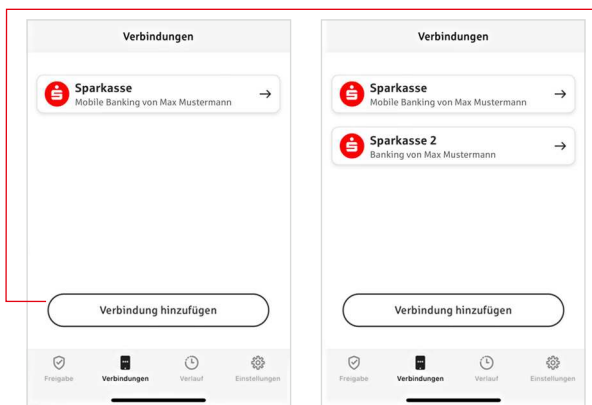 Verbindungen
Sparkasse
Mobile Banking von Max Mustermann
Verbindung hinzufügen
Freigabe Verbindungen Verlauf Einstellungen
Verbindungen
Sparkasse
Mobile Banking von Max Mustermann
Sparkasse 2
Banking von Max Mustermann
Verbindung hinzufügen
Freigabe Verbindungen Verlauf Einstellungen